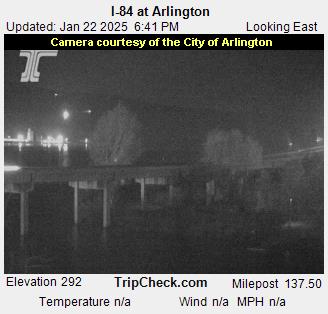 I-84 at Arlington
Updated: Jan 22 2025 6:41 PM Looking East
Camera courtesy of the City of Arlington
Elevation 292 TripCheck.com Milepost 137.50
Temperature n/a Wind n/a MPH n/a